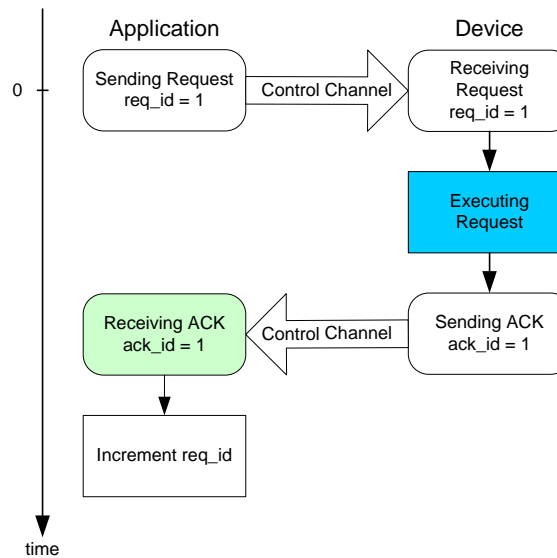 Application
Device
0
Sending Request
req_id = 1
Control Channel
Receiving
Request
req_id = 1
Executing
Request
Receiving ACK
ack_id = 1
Control Channel
Sending ACK
ack_id = 1
Increment req_id
time